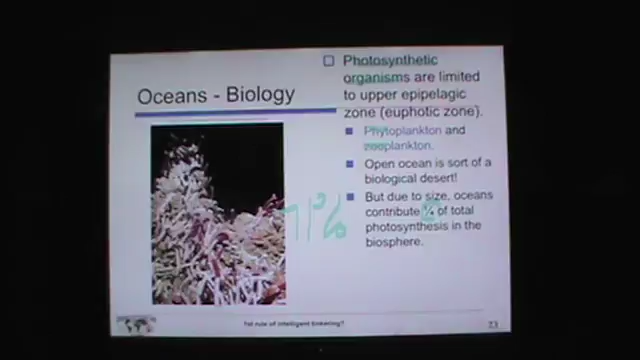 Oceans - Biology
Photosynthetic
organisms are limited
to upper epipelagic
zone (euphotic zone).
Phytoplankton and
zooplankton.
Open ocean is sort of a
biological desert!
But due to size, oceans
contribute ¼ of total
photosynthesis in the
biosphere.
71%
1st rule of intelligent tinkering?
23